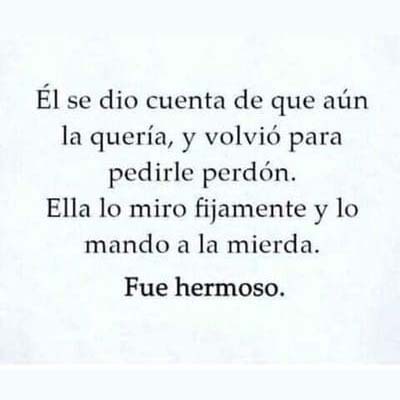 Él se dio cuenta de que aún
la quería, y volvió para
pedirle perdón.
Ella lo miro fijamente y lo
mando a la mierda.
Fue hermoso.